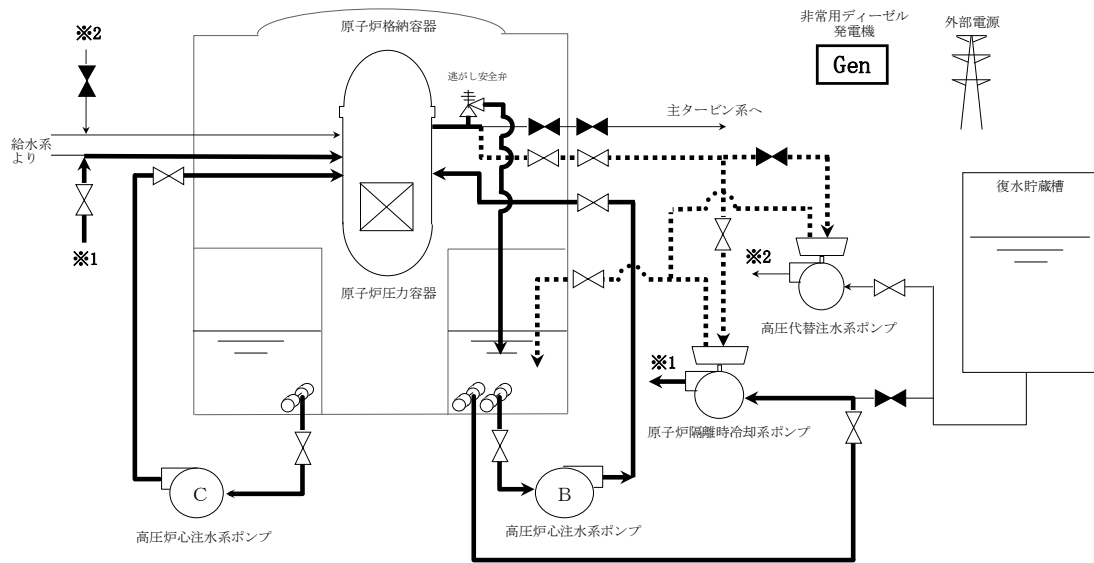 ※2
原子炉格納容器
非常用ディーゼル
発電機
外部電源
Gen
逃がし安全弁
主タービン系へ
給水系
より
復水貯蔵槽
※1
※2
原子炉圧力容器
高圧代替注水系ポンプ
※1
原子炉隔離時冷却系ポンプ
C
B
高圧炉心注水系ポンプ
高圧炉心注水系ポンプ